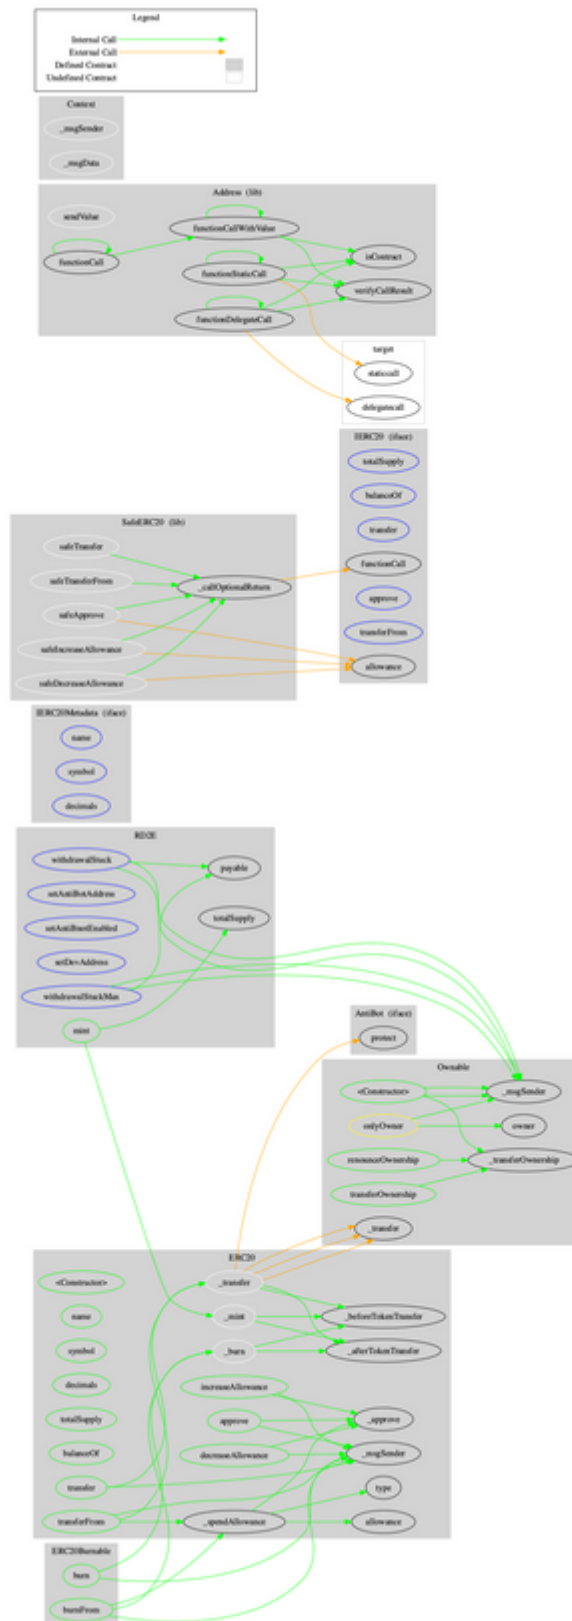 Legend
Internal Call
External Call
Defined Contract
Undefined Contract
Context
_msgSender
_msgData
Address (lib)
sendValue
functionCall
functionCallWithValue
functionStaticCall
functionDelegateCall
isContract
verifyCallResult
target
staticcall
delegatecall
IERC20 (iface)
totalSupply
balanceOf
transfer
functionCall
approve
transferFrom
allowance
SafeERC20 (lib)
safeTransfer
safeTransferFrom
safeApprove
safeIncreaseAllowance
safeDecreaseAllowance
_callOptionalReturn
IERC20Metadata (iface)
name
symbol
decimals
withdrawalStuck
setAntiBotAddress
setDevAddress
mint
payable
totalSupply
AntiBot (iface)
protect
Ownable
<Constructor>
onlyOwner
renounceOwnership
transferOwnership
_msgSender
owner
_transferOwnership
_transfer
ERC20
<Constructor>
name
symbol
decimals
totalSupply
balanceOf
transfer
transferFrom
_transfer
_mint
_burn
increaseAllowance
approve
decreaseAllowance
_spendAllowance
_beforeTokenTransfer
_afterTokenTransfer
_approve
_msgSender
type
allowance
ERC20Burnable
burn
burnFrom